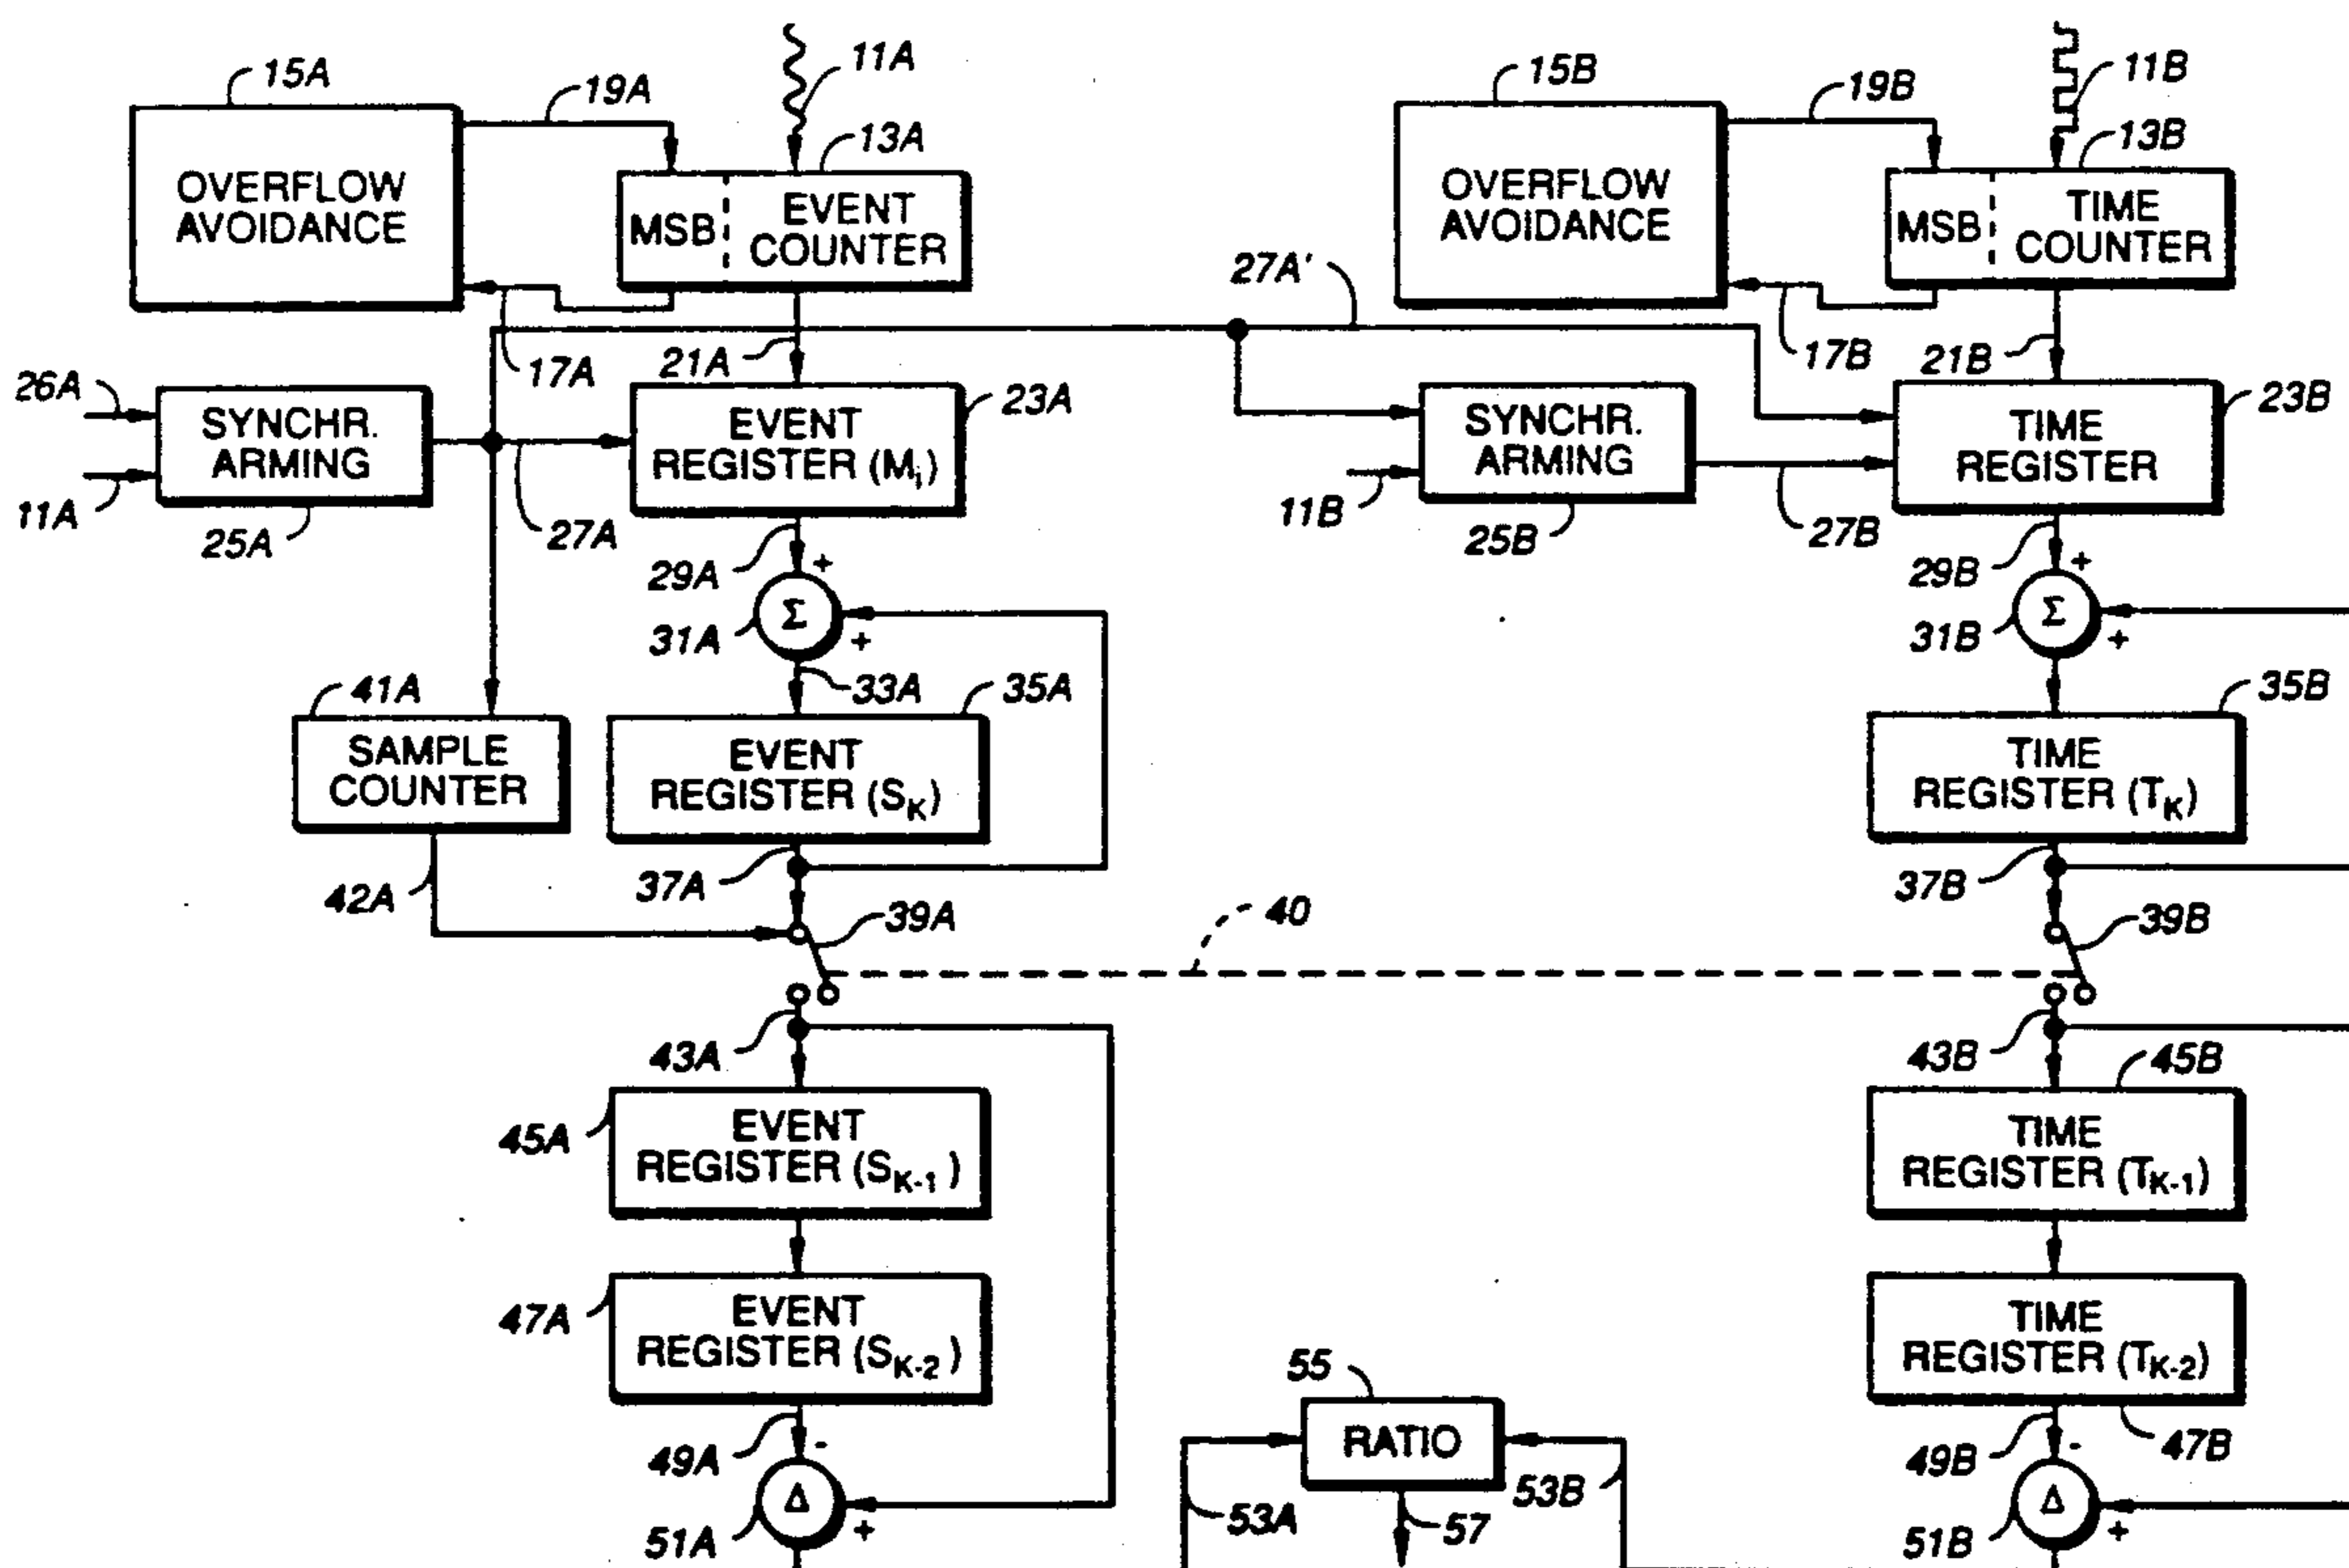 15A
19A
11A
13A
OVERFLOW
AVOIDANCE
MSB
EVENT
COUNTER
15B
19B
11B
13B
OVERFLOW
AVOIDANCE
MSB
TIME
COUNTER
27A'
17A
21A
17B
21B
26A
11A
SYNCHR.
ARMING
25A
27A
EVENT
REGISTER (Mi)
23A
SYNCHR.
ARMING
11B
25B
27B
TIME
REGISTER
23B
29A
+
Σ
31A
+
33A
29B
+
Σ
31B
+
41A
SAMPLE
COUNTER
42A
35A
EVENT
REGISTER (SK)
37A
39A
40
35B
TIME
REGISTER (TK)
37B
39B
43A
45A
EVENT
REGISTER (SK-1)
47A
EVENT
REGISTER (SK-2)
49A
-
Δ
51A
+
43B
45B
TIME
REGISTER (TK-1)
TIME
REGISTER (TK-2)
47B
49B
-
Δ
51B
+
55
RATIO
53A
57
53B